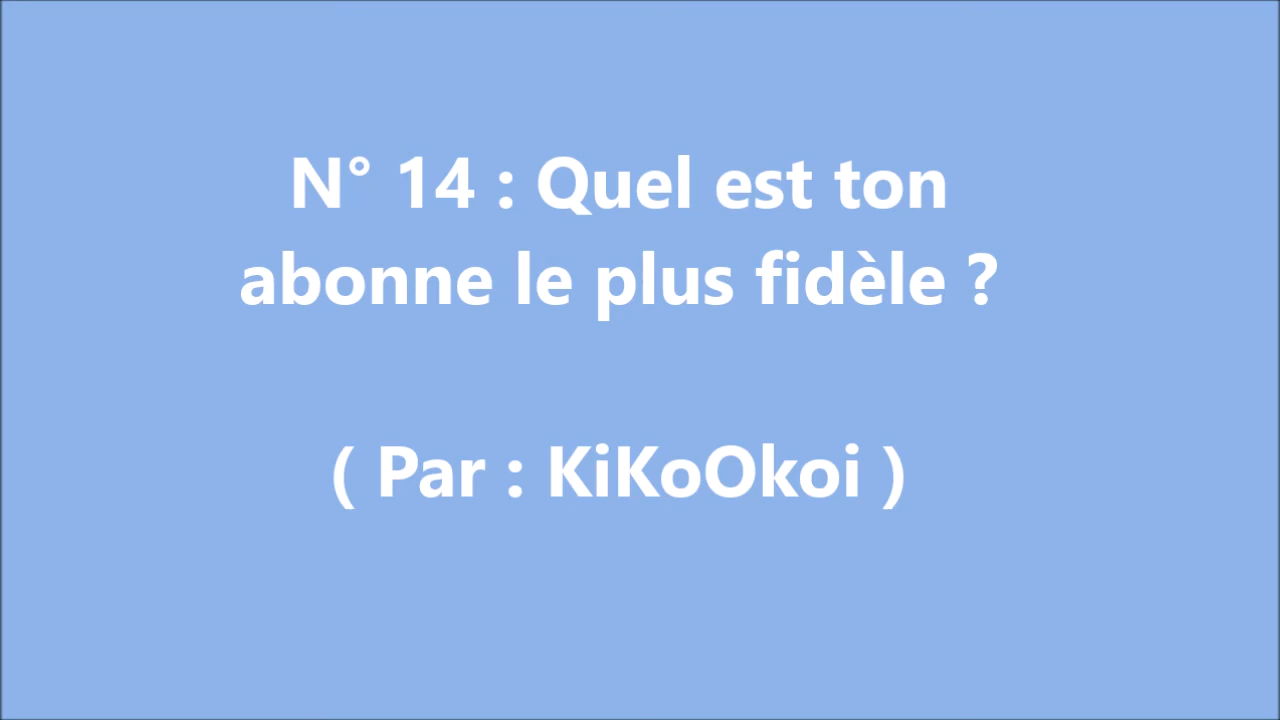 N° 14 : Quel est ton
abonne le plus fidèle ?
( Par : KiKoOkoi )